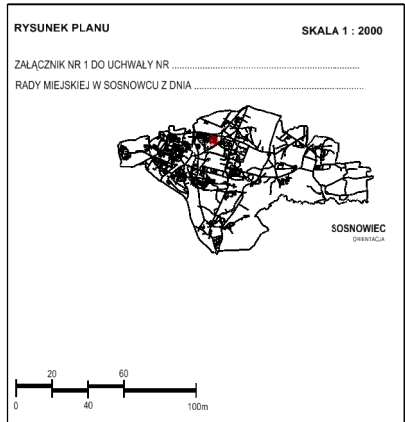 RYSUNEK PLANU
SKALA 1 : 2000
ZAŁĄCZNIK NR 1 DO UCHWAŁY NR ........................................................................
RADY MIEJSKIEJ W SOSNOWCU Z DNIA .................................................................
SOSNOWIEC
ORIENTACJA
20 60
0 40 100m